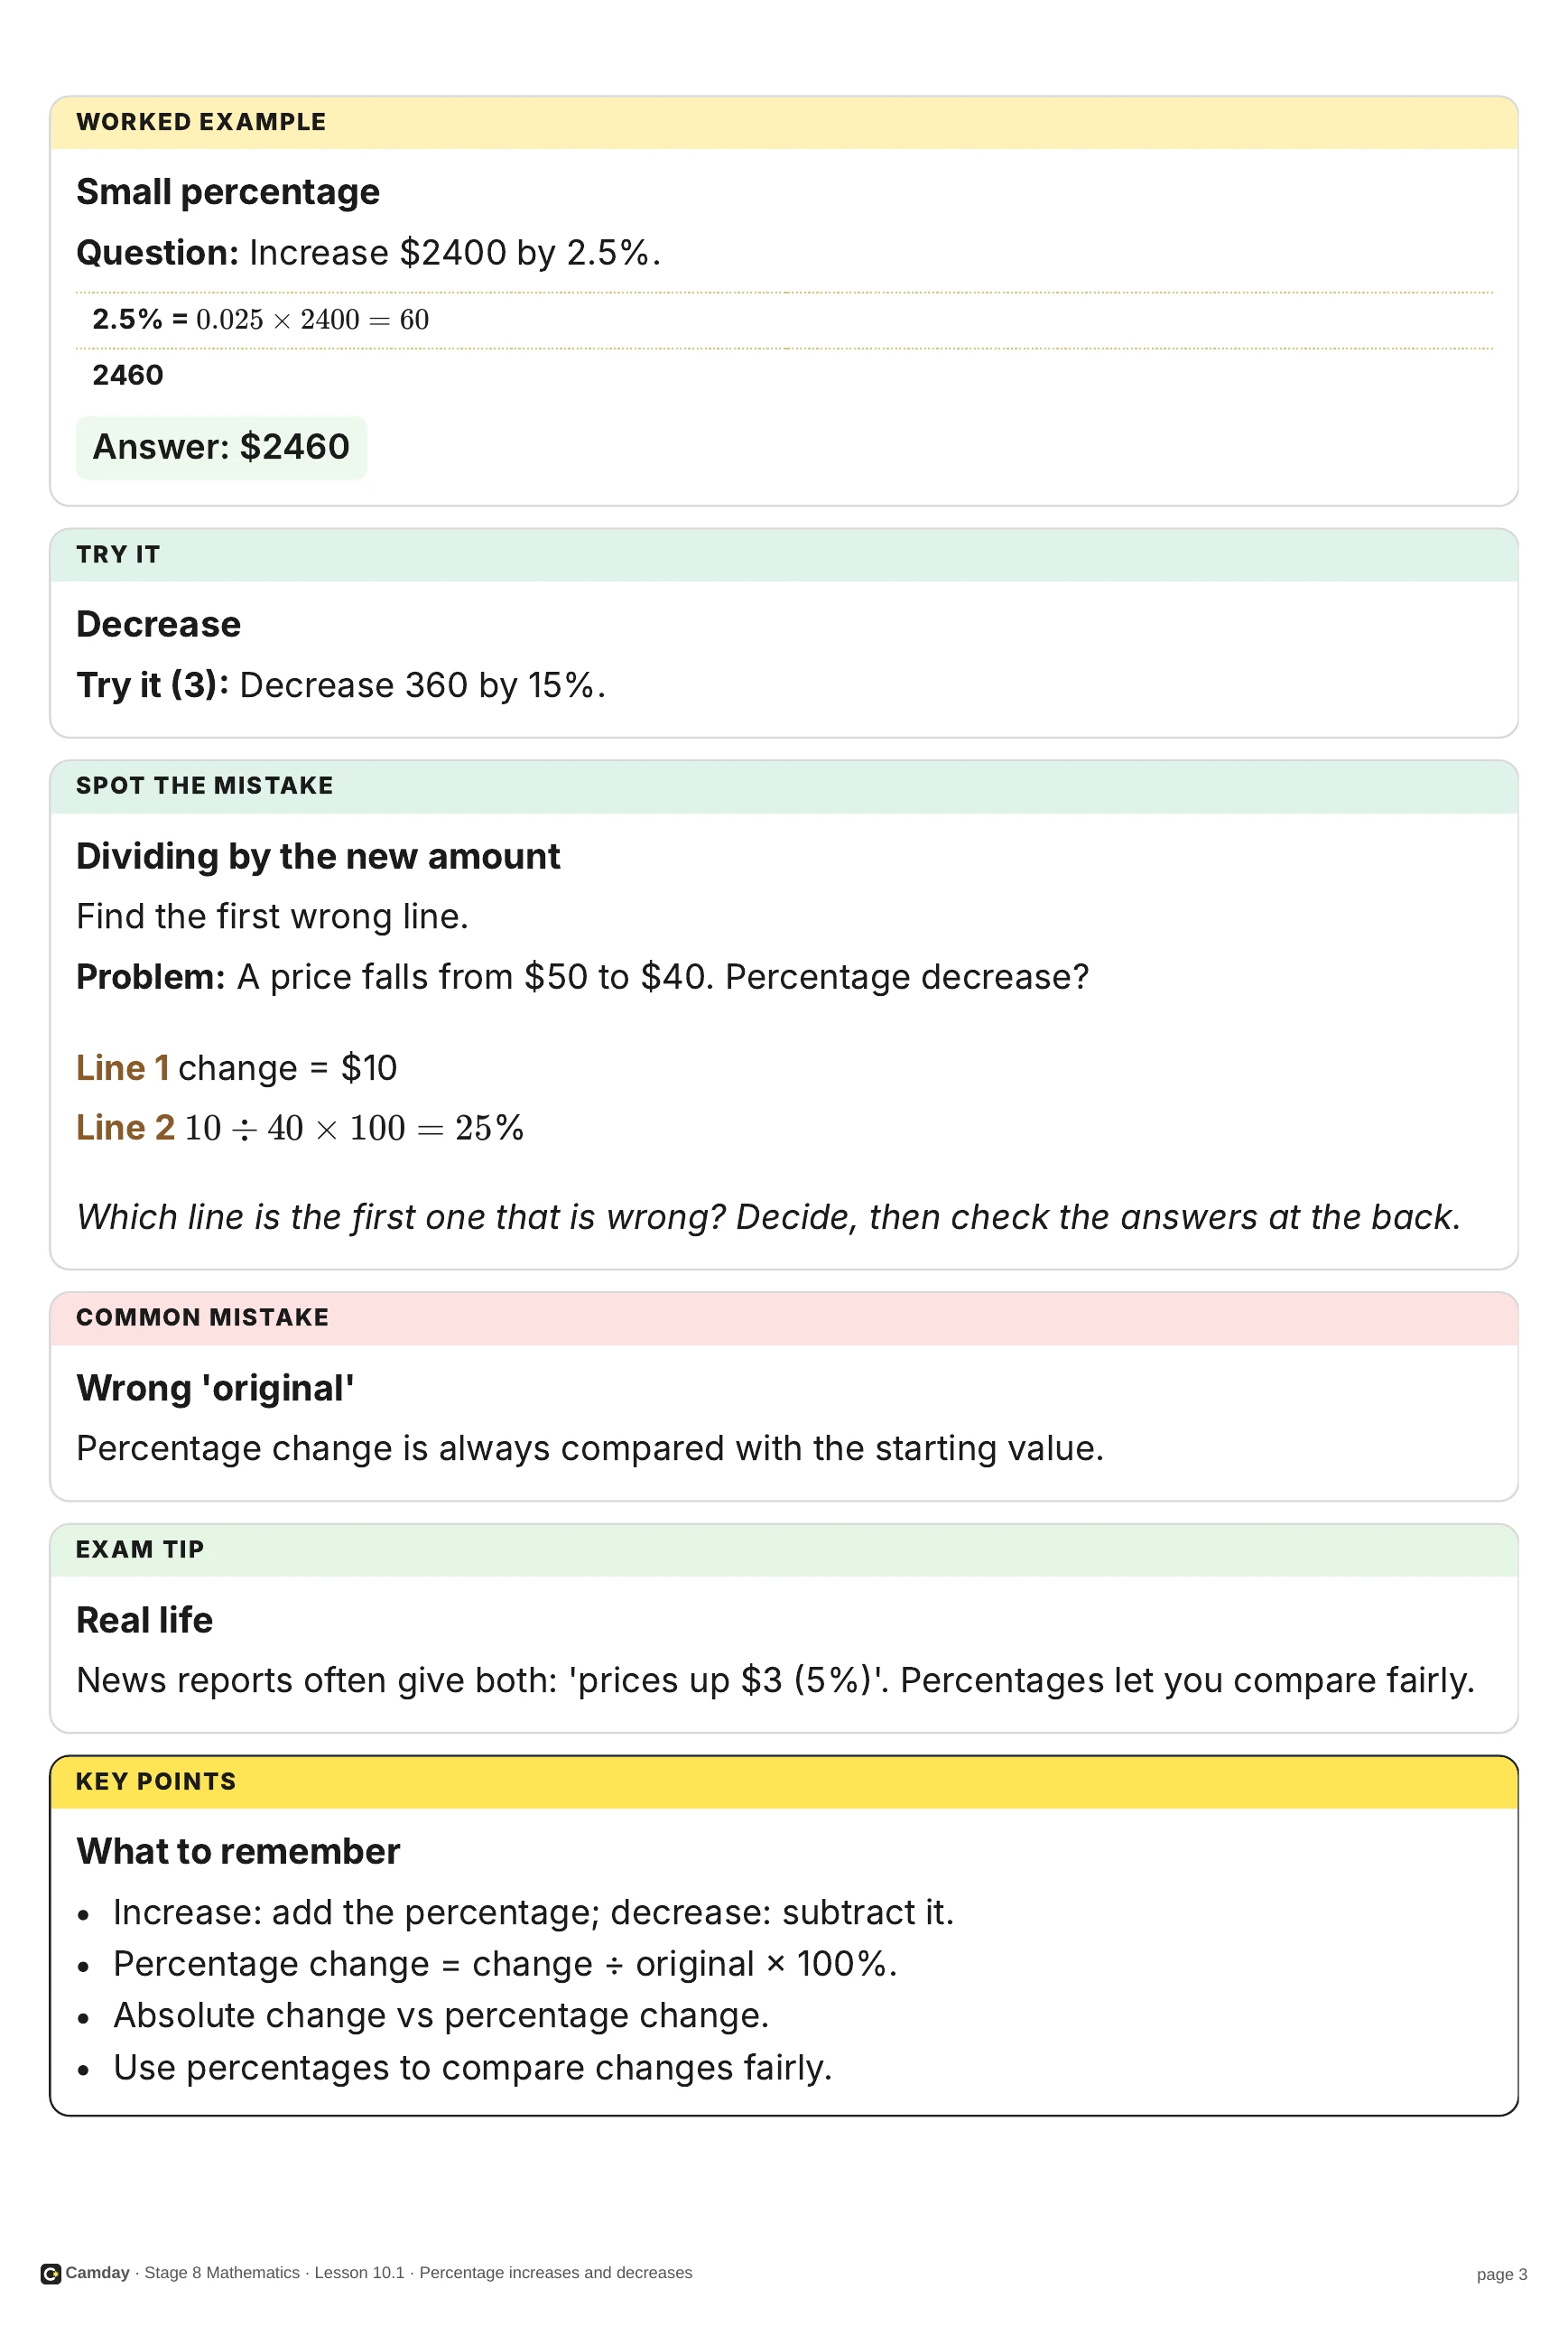 WORKED EXAMPLE
Small percentage
Question: Increase $2400 by 2.5%.
2.5% = 0.025 × 2400 = 60
2460
Answer: $2460
TRY IT
Decrease
Try it (3): Decrease 360 by 15%.
SPOT THE MISTAKE
Dividing by the new amount
Find the first wrong line.
Problem: A price falls from $50 to $40. Percentage decrease?
Line 1 change = $10
Line 2 10 ÷ 40 × 100 = 25%
Which line is the first one that is wrong? Decide, then check the answers at the back.
COMMON MISTAKE
Wrong 'original'
Percentage change is always compared with the starting value.
EXAM TIP
Real life
News reports often give both: 'prices up $3 (5%)'. Percentages let you compare fairly.
KEY POINTS
What to remember
• Increase: add the percentage; decrease: subtract it.
• Percentage change = change ÷ original × 100%.
• Absolute change vs percentage change.
• Use percentages to compare changes fairly.
Camday · Stage 8 Mathematics · Lesson 10.1 · Percentage increases and decreases
page 3